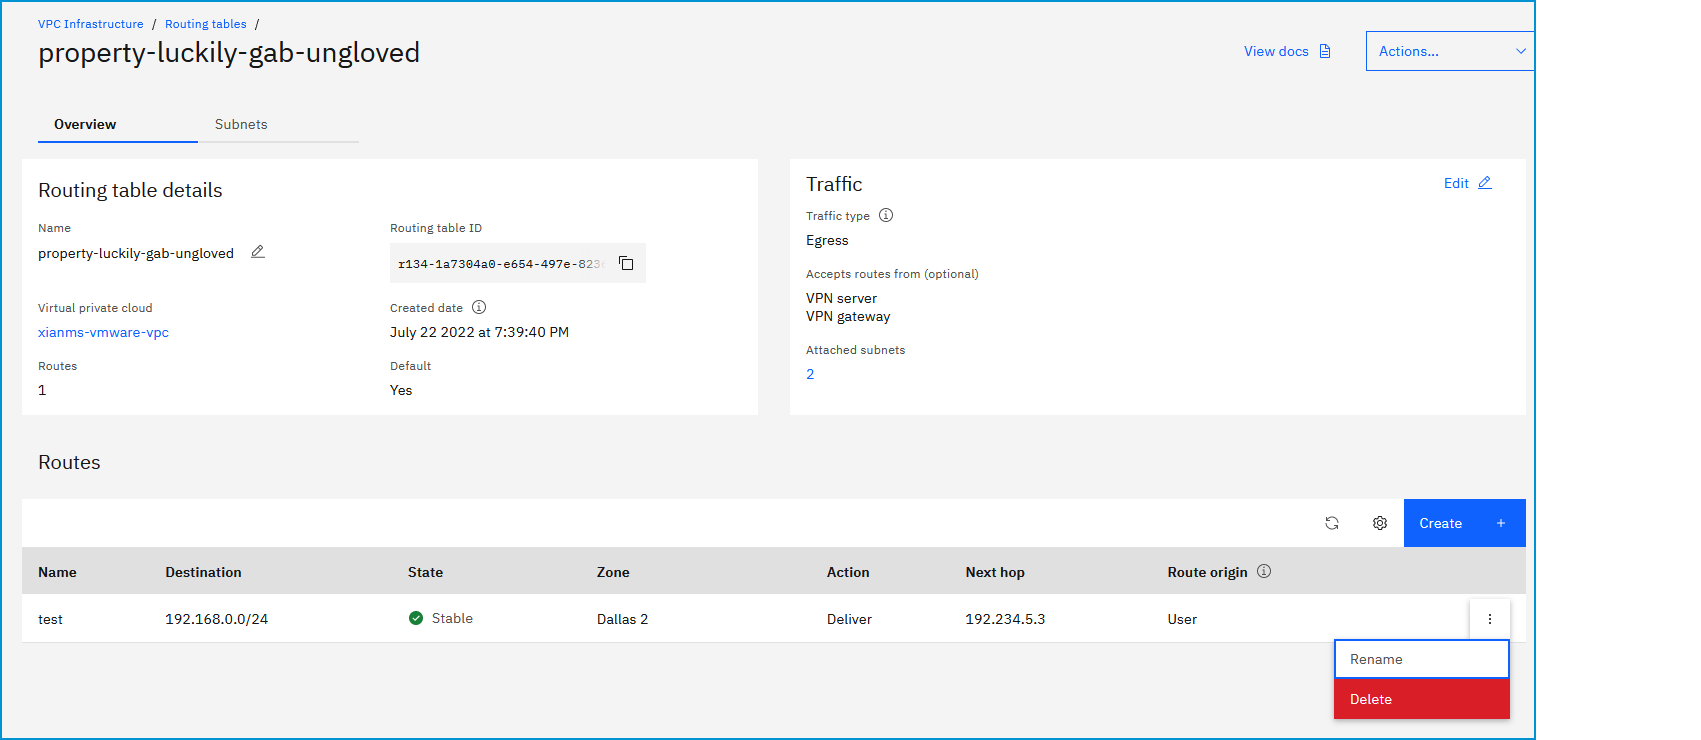 VPC Infrastructure / Routing tables /
property-luckily-gab-ungloved
View docs
Actions...
Overview
Subnets
Routing table details
Name
property-luckily-gab-ungloved
Routing table ID
r134-1a7304a0-e654-497e-823
Virtual private cloud
xianms-vmware-vpc
Created date
July 22 2022 at 7:39:40 PM
Routes
1
Default
Yes
Traffic
Edit
Traffic type
Egress
Accepts routes from (optional)
VPN server
VPN gateway
Attached subnets
2
Routes
Create +
Name Destination State Zone Action Next hop Route origin
test 192.168.0.0/24 Stable Dallas 2 Deliver 192.234.5.3 User
Rename
Delete